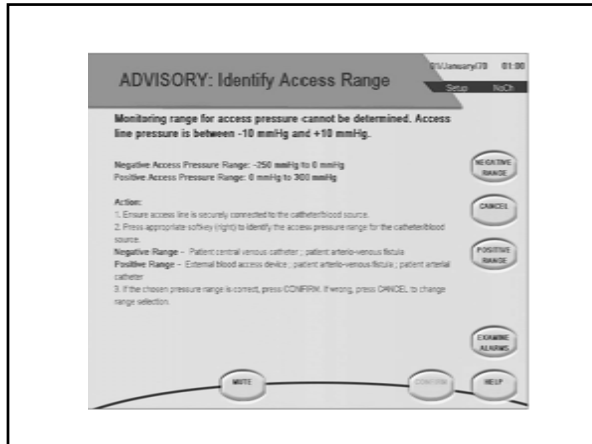 01/January/70 01:00
ADVISORY: Identify Access Range
Setup NoCh
Monitoring range for access pressure cannot be determined. Access
line pressure is between -10 mmHg and +10 mmHg.
Negative Access Pressure Range: -250 mmHg to 0 mmHg
Positive Access Pressure Range: 0 mmHg to 300 mmHg
NEGATIVE
RANGE
Action:
1. Ensure access line is securely connected to the catheter/blood source.
2. Press appropriate softkey (right) to identify the access pressure range for the catheter/blood
source.
Negative Range - Patient central venous catheter ; patient arterio-venous fistula
Positive Range - External blood access device ; patient arterio-venous fistula ; patient arterial
catheter
3. If the chosen pressure range is correct, press CONFIRM. If wrong, press CANCEL to change
range selection.
CANCEL
POSITIVE
RANGE
EXAMINE
ALARMS
MUTE
CONFIRM
HELP